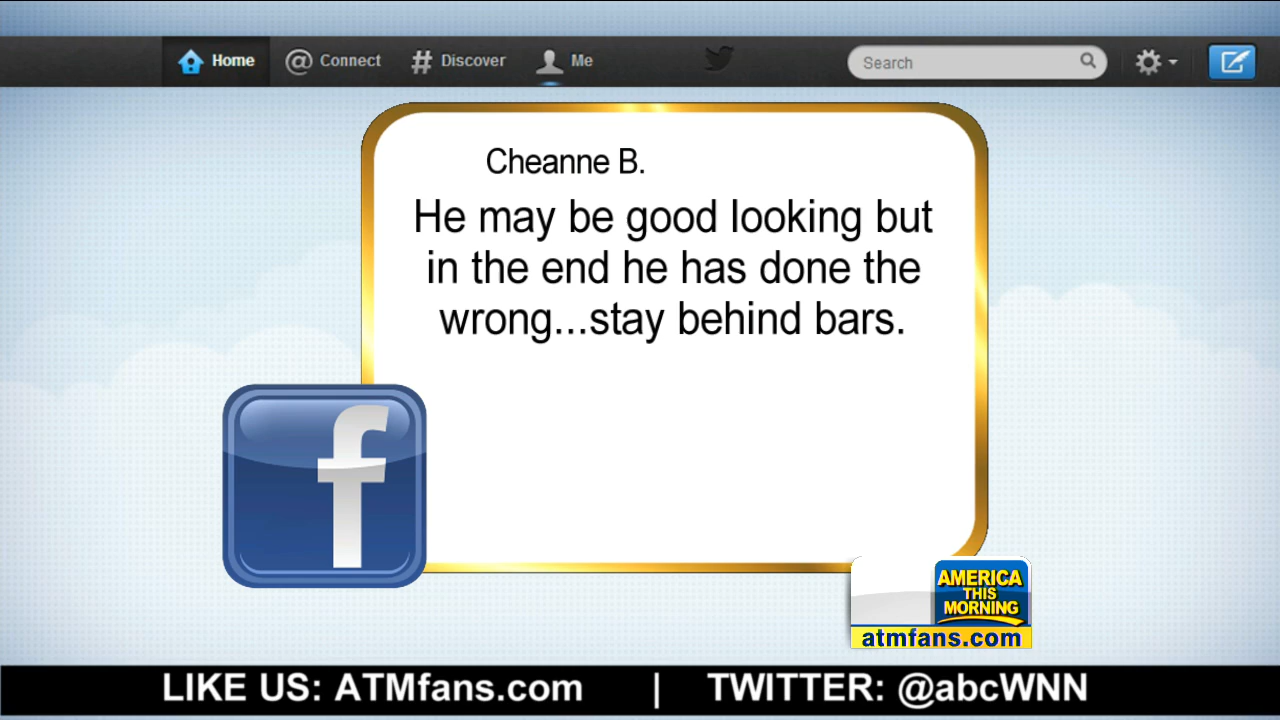 Home @ Connect # Discover Me Search
Cheanne B.
He may be good looking but
in the end he has done the
wrong...stay behind bars.
f
AMERICA
THIS
MORNING
atmfans.com
LIKE US: ATMfans.com | TWITTER: @abcWNN